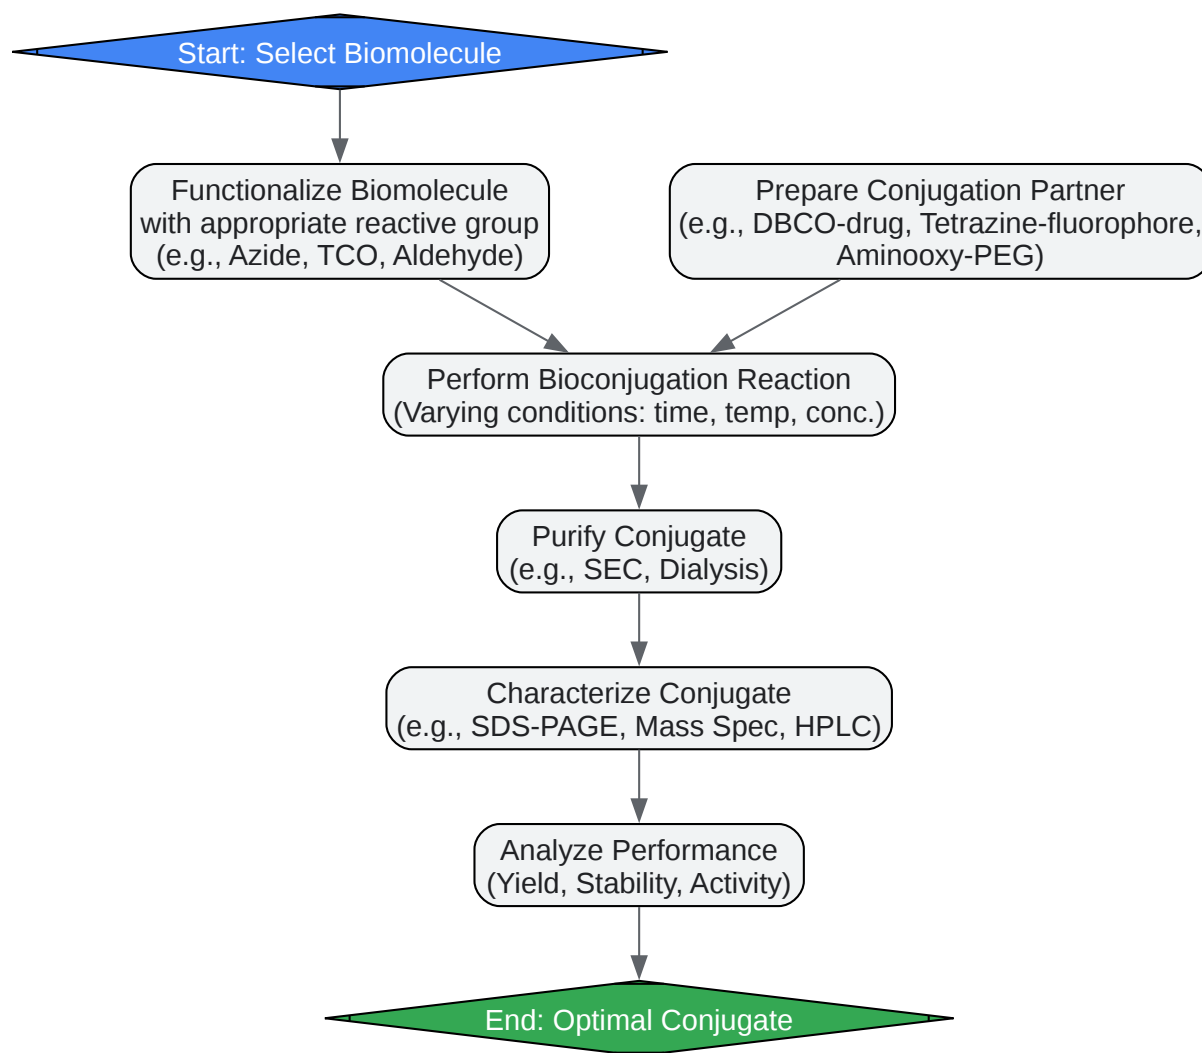 Start: Select Biomolecule
Functionalize Biomolecule
with appropriate reactive group
(e.g., Azide, TCO, Aldehyde)
Prepare Conjugation Partner
(e.g., DBCO-drug, Tetrazine-fluorophore,
Aminooxy-PEG)
Perform Bioconjugation Reaction
(Varying conditions: time, temp, conc.)
Purify Conjugate
(e.g., SEC, Dialysis)
Characterize Conjugate
(e.g., SDS-PAGE, Mass Spec, HPLC)
Analyze Performance
(Yield, Stability, Activity)
End: Optimal Conjugate